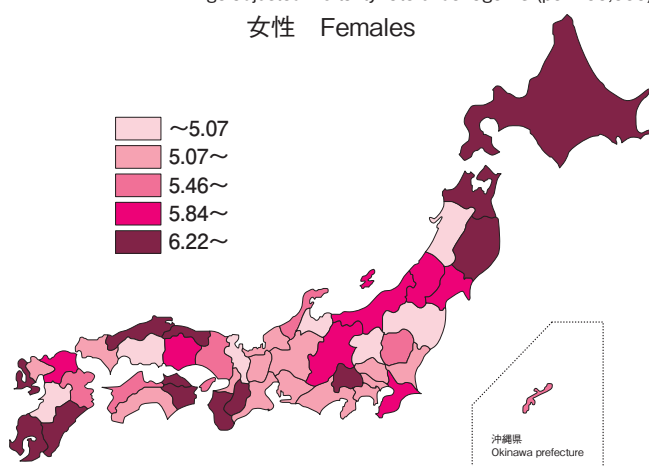 女性 Females
～5.07
5.07～
5.46～
5.84～
6.22～
沖縄県
Okinawa prefecture